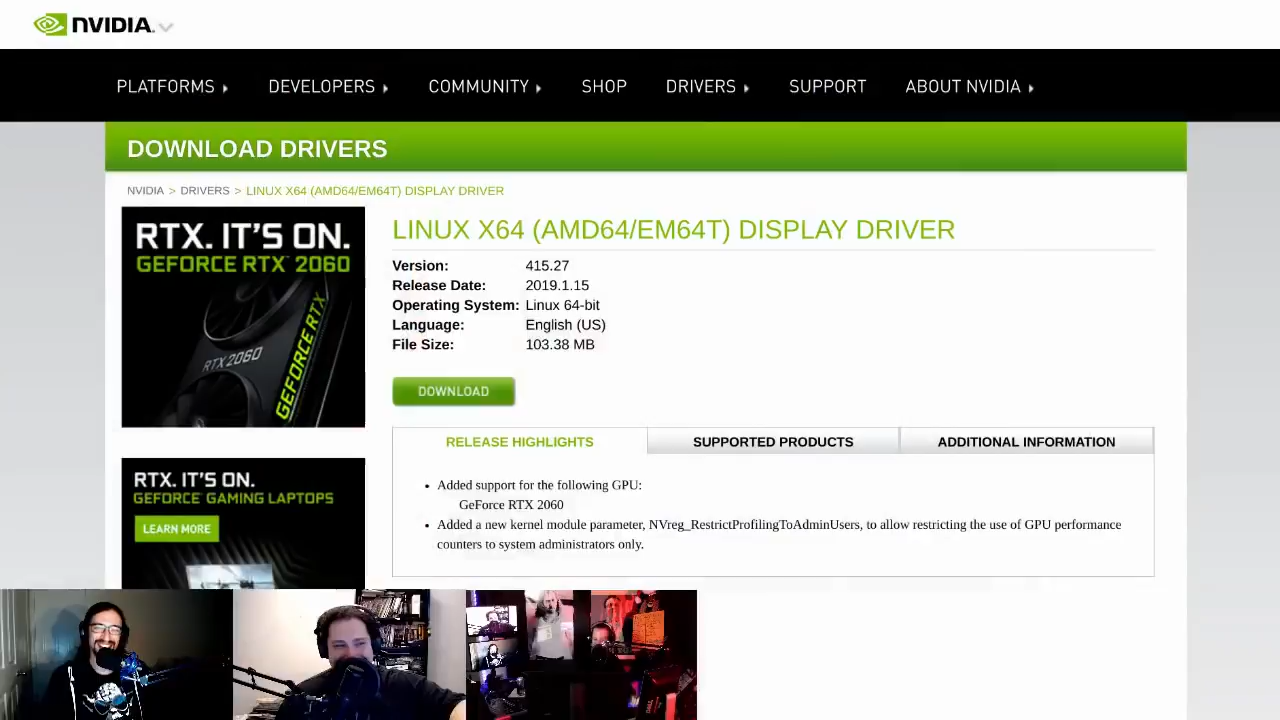 NVIDIA.
PLATFORMS DEVELOPERS COMMUNITY SHOP DRIVERS SUPPORT ABOUT NVIDIA
DOWNLOAD DRIVERS
NVIDIA > DRIVERS > LINUX X64 (AMD64/EM64T) DISPLAY DRIVER
RTX. IT'S ON.
GEFORCE RTX™ 2060
RTX 2060
GEFORCE RTX
LINUX X64 (AMD64/EM64T) DISPLAY DRIVER
Version: 415.27
Release Date: 2019.1.15
Operating System: Linux 64-bit
Language: English (US)
File Size: 103.38 MB
DOWNLOAD
RELEASE HIGHLIGHTS SUPPORTED PRODUCTS ADDITIONAL INFORMATION
• Added support for the following GPU:
GeForce RTX 2060
• Added a new kernel module parameter, NVreg_RestrictProfilingToAdminUsers, to allow restricting the use of GPU performance
counters to system administrators only.
RTX. IT'S ON.
GEFORCE GAMING LAPTOPS
LEARN MORE